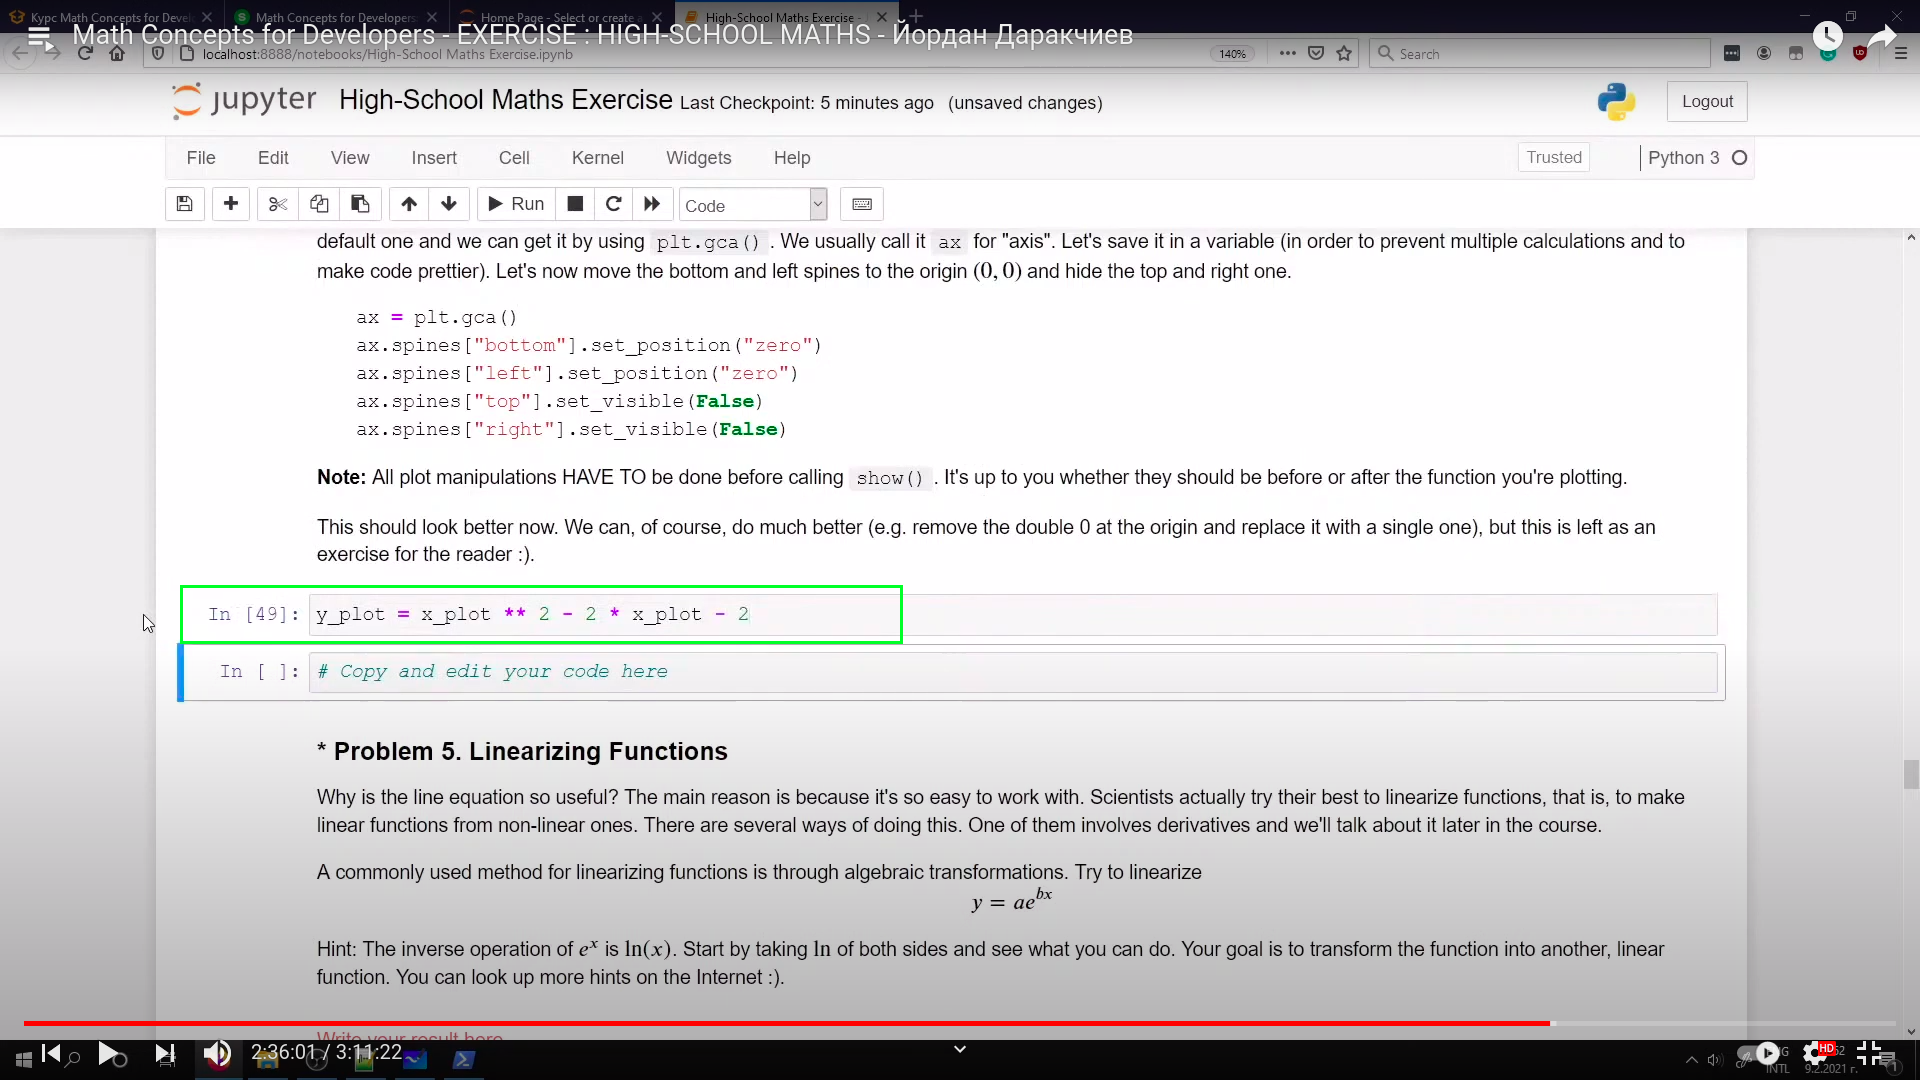 Курс Math Concepts for Devel
Math Concepts for Developers
Home Page - Select or create a
High-School Maths Exercise -
Math Concepts for Developers - EXERCISE : HIGH-SCHOOL MATHS - Йордан Даракчиев
localhost:8888/notebooks/High-School Maths Exercise.ipynb
140%
Search
jupyter High-School Maths Exercise Last Checkpoint: 5 minutes ago (unsaved changes)
Logout
File Edit View Insert Cell Kernel Widgets Help
Trusted
Python 3
Run
Code
default one and we can get it by using plt.gca() . We usually call it ax for "axis". Let's save it in a variable (in order to prevent multiple calculations and to
make code prettier). Let's now move the bottom and left spines to the origin (0, 0) and hide the top and right one.
ax = plt.gca()
ax.spines["bottom"].set_position("zero")
ax.spines["left"].set_position("zero")
ax.spines["top"].set_visible(False)
ax.spines["right"].set_visible(False)
Note: All plot manipulations HAVE TO be done before calling show() . It's up to you whether they should be before or after the function you're plotting.
This should look better now. We can, of course, do much better (e.g. remove the double 0 at the origin and replace it with a single one), but this is left as an
exercise for the reader :).
In [49]: y_plot = x_plot ** 2 - 2 * x_plot - 2
In [ ]: # Copy and edit your code here
* Problem 5. Linearizing Functions
Why is the line equation so useful? The main reason is because it's so easy to work with. Scientists actually try their best to linearize functions, that is, to make
linear functions from non-linear ones. There are several ways of doing this. One of them involves derivatives and we'll talk about it later in the course.
A commonly used method for linearizing functions is through algebraic transformations. Try to linearize
y = ae^{bx}
Hint: The inverse operation of e^x is ln(x). Start by taking ln of both sides and see what you can do. Your goal is to transform the function into another, linear
function. You can look up more hints on the Internet :).
Write your result here.
2:36:01 / 3:11:22
HD
INTL
9.2.2021 г.